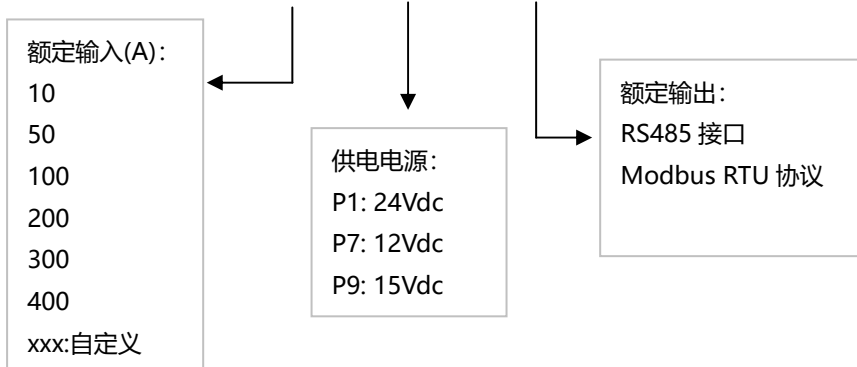 额定输入(A):
10
50
100
200
300
400
xxx:自定义
供电电源:
P1: 24Vdc
P7: 12Vdc
P9: 15Vdc
额定输出:
RS485 接口
Modbus RTU 协议